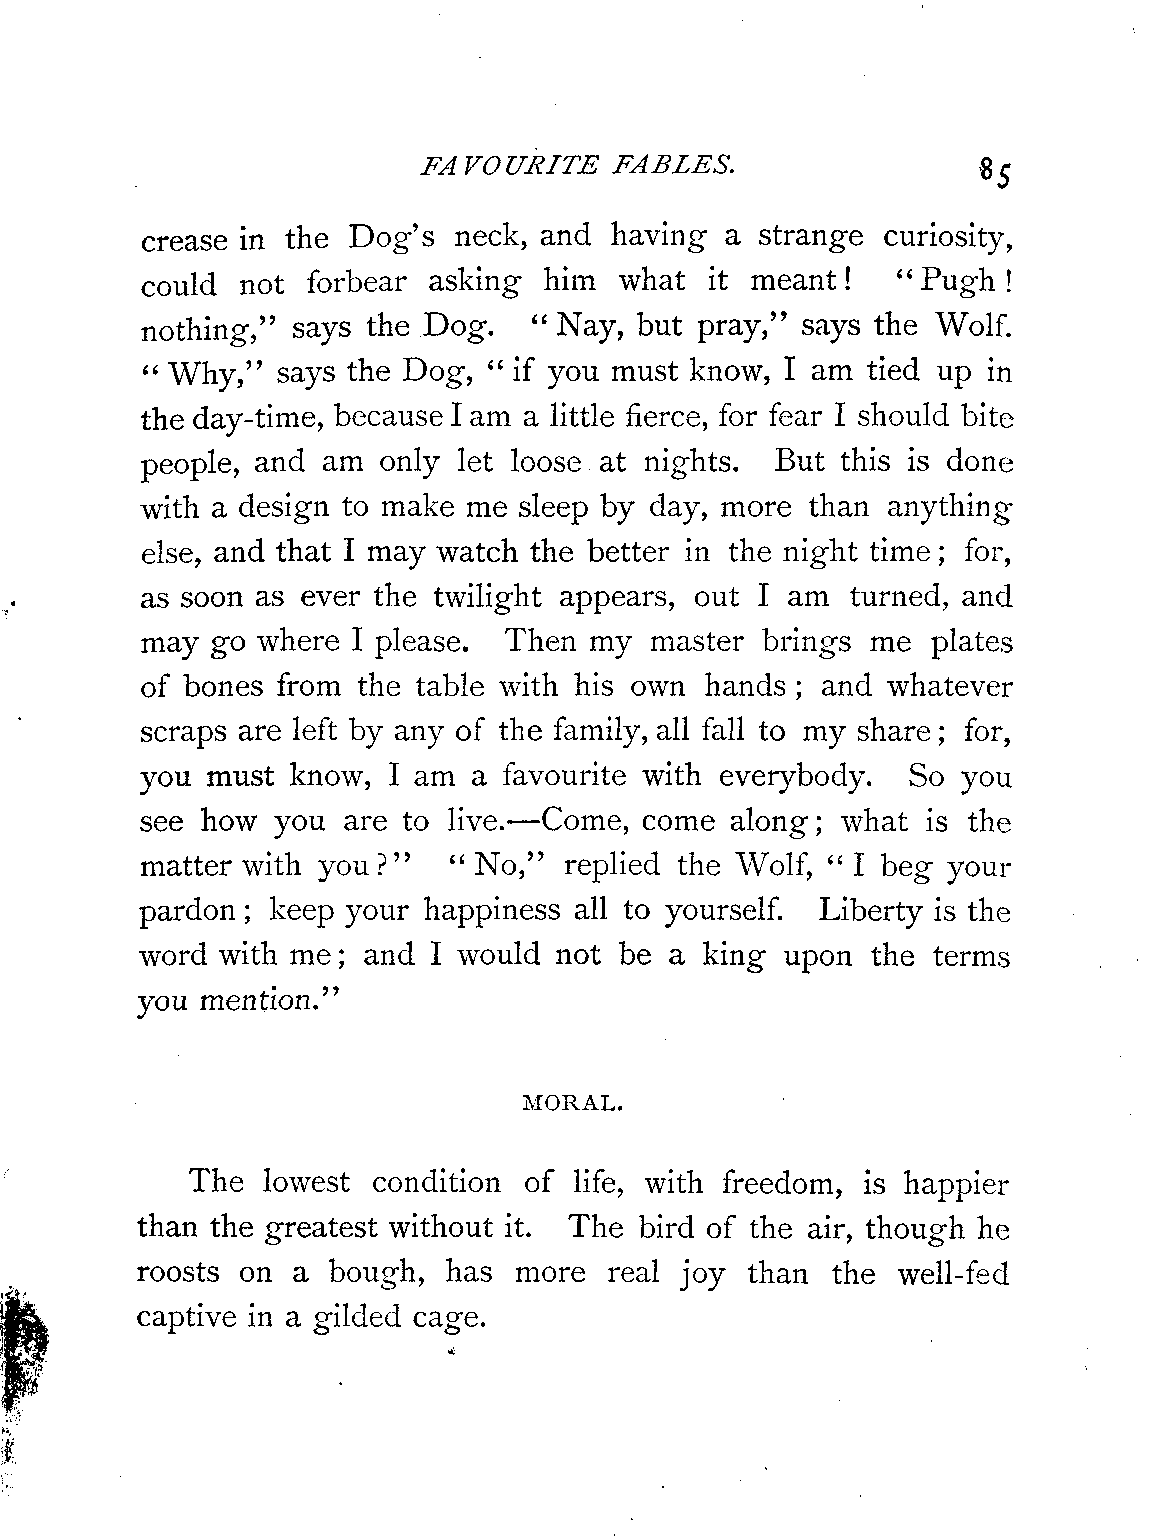 FAVOURITE FABLES. 85
crease in the Dog's neck, and having a strange curiosity,
could not forbear asking him what it meant! "Pugh!
nothing," says the Dog. "Nay, but pray," says the Wolf.
"Why," says the Dog, "if you must know, I am tied up in
the day-time, because I am a little fierce, for fear I should bite
people, and am only let loose at nights. But this is done
with a design to make me sleep by day, more than anything
else, and that I may watch the better in the night time; for,
as soon as ever the twilight appears, out I am turned, and
may go where I please. Then my master brings me plates
of bones from the table with his own hands; and whatever
scraps are left by any of the family, all fall to my share; for,
you must know, I am a favourite with everybody. So you
see how you are to live.—Come, come along; what is the
matter with you?" "No," replied the Wolf, "I beg your
pardon; keep your happiness all to yourself. Liberty is the
word with me; and I would not be a king upon the terms
you mention."
MORAL.
The lowest condition of life, with freedom, is happier
than the greatest without it. The bird of the air, though he
roosts on a bough, has more real joy than the well-fed
captive in a gilded cage.